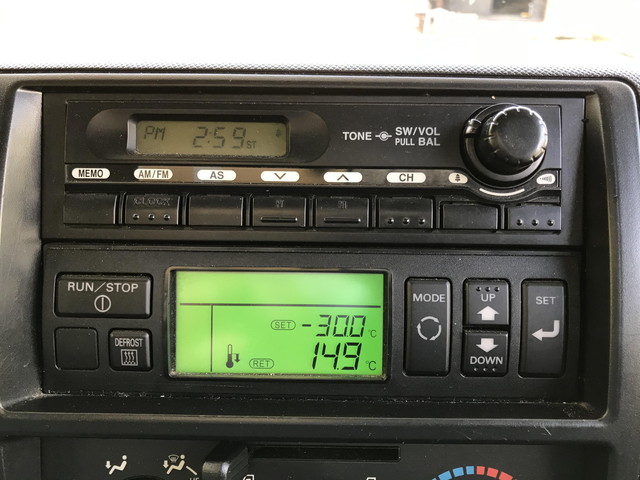 PM 2:59 ST
TONE SW/VOL
PULL BAL
MEMO AM/FM AS CH
CLOCK
RUN/STOP
MODE UP SET
SET -30.0 °C
DEFROST
RET 14.9 °C
DOWN